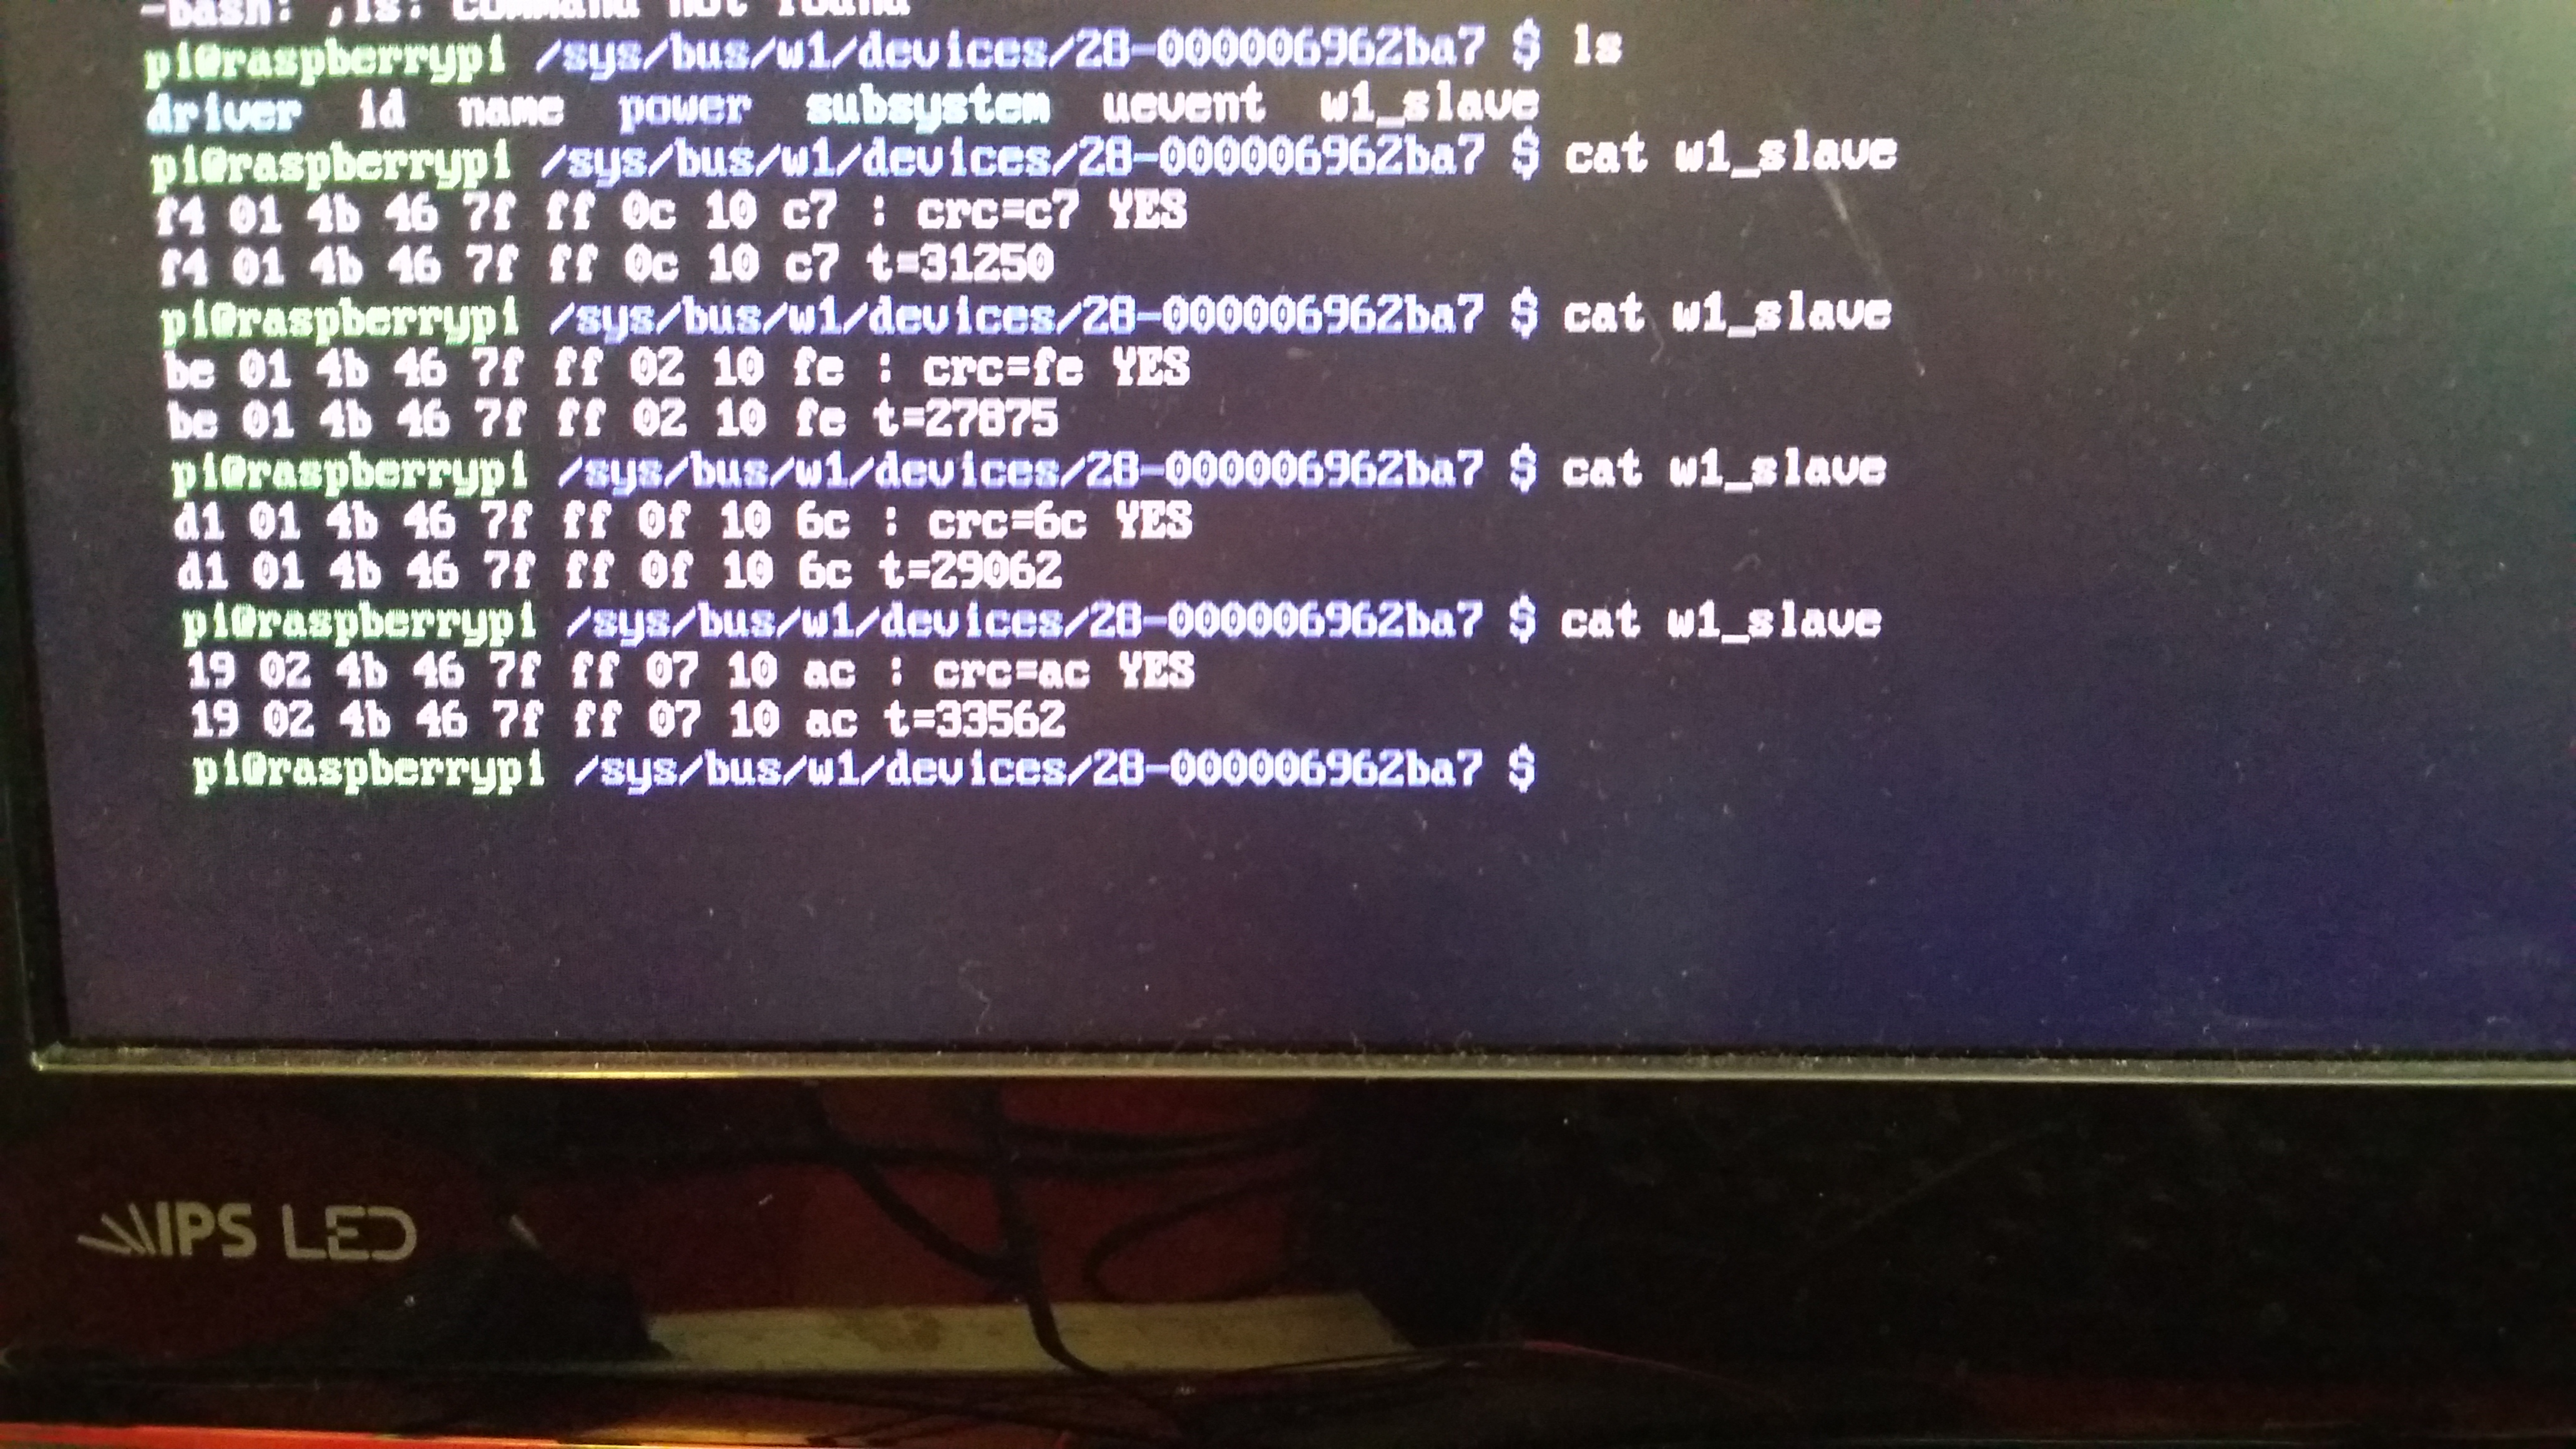 -bash: ,ls: command not found
pi@raspberrypi /sys/bus/w1/devices/28-000006962ba7 $ ls
driver id name power subsystem uevent w1_slave
pi@raspberrypi /sys/bus/w1/devices/28-000006962ba7 $ cat w1_slave
f4 01 4b 46 7f ff 0c 10 c7 : crc=c7 YES
f4 01 4b 46 7f ff 0c 10 c7 t=31250
pi@raspberrypi /sys/bus/w1/devices/28-000006962ba7 $ cat w1_slave
be 01 4b 46 7f ff 02 10 fe : crc=fe YES
be 01 4b 46 7f ff 02 10 fe t=27875
pi@raspberrypi /sys/bus/w1/devices/28-000006962ba7 $ cat w1_slave
d1 01 4b 46 7f ff 0f 10 6c : crc=6c YES
d1 01 4b 46 7f ff 0f 10 6c t=29062
pi@raspberrypi /sys/bus/w1/devices/28-000006962ba7 $ cat w1_slave
19 02 4b 46 7f ff 07 10 ac : crc=ac YES
19 02 4b 46 7f ff 07 10 ac t=33562
pi@raspberrypi /sys/bus/w1/devices/28-000006962ba7 $
IPS LED